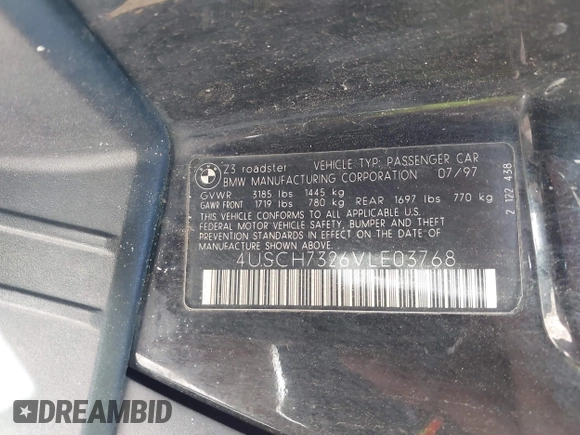 BMW
Z3 roadster VEHICLE TYP: PASSENGER CAR
BMW MANUFACTURING CORPORATION 07/97
GVWR 3185 lbs 1445 kg
GAWR FRONT 1719 lbs 780 kg REAR 1697 lbs 770 kg
THIS VEHICLE CONFORMS TO ALL APPLICABLE U.S.
FEDERAL MOTOR VEHICLE SAFETY, BUMPER AND THEFT
PREVENTION STANDARDS IN EFFECT ON THE DATE OF
MANUFACTURE SHOWN ABOVE.
4USCH7326VLE03768
2 122 438
DREAMBID